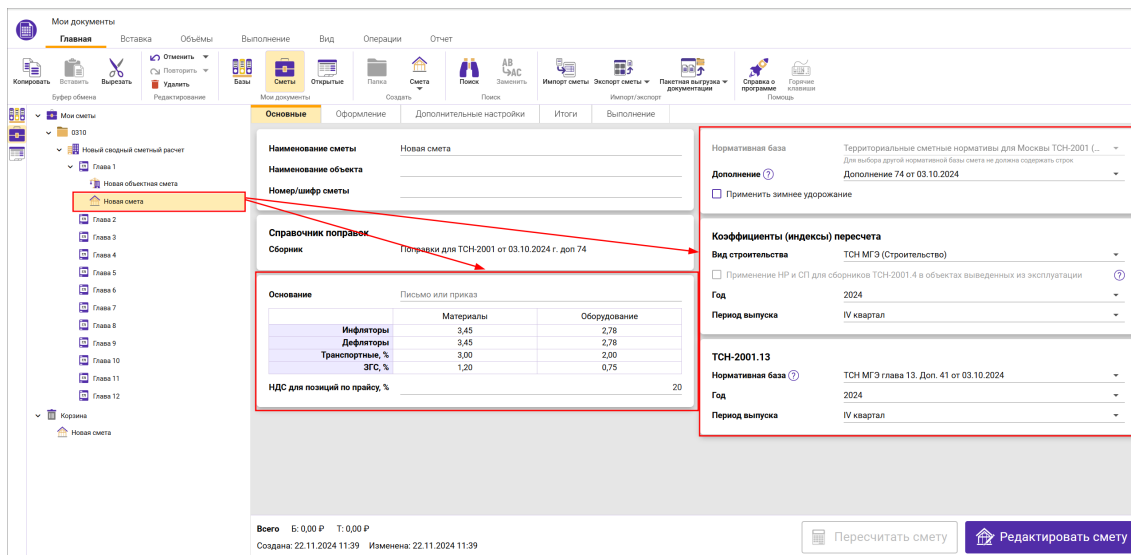 Мои документы
Главная Вставка Объёмы Выполнение Вид Операции Отчет
Копировать Вставить Вырезать
Отменить
Повторить
Удалить
Базы Сметы Открытые Папка Смета Поиск Заменить Импорт сметы Экспорт сметы Пакетная выгрузка документации Справка о программе Горячие клавиши
AB
AC
Буфер обмена Редактирование Мои документы Создать Поиск Импорт/экспорт Помощь
Мои сметы
0310
Новый сводный сметный расчет
Глава 1
Новая объектная смета
Новая смета
Глава 2
Глава 3
Глава 4
Глава 5
Глава 6
Глава 7
Глава 8
Глава 9
Глава 10
Глава 11
Глава 12
Корзина
Новая смета
Основные Оформление Дополнительные настройки Итоги Выполнение
Наименование сметы Новая смета
Наименование объекта
Номер/шифр сметы
Справочник поправок
Сборник Поправки для ТСН-2001 от 03.10.2024 г. доп 74
Основание Письмо или приказ
Материалы Оборудование
Инфляторы 3,45 2,78
Дефляторы 3,45 2,78
Транспортные, % 3,00 2,00
ЗГС, % 1,20 0,75
НДС для позиций по прайсу, % 20
Нормативная база Территориальные сметные нормативы для Москвы ТСН-2001 (...
Для выбора другой нормативной базы смета не должна содержать строк
Дополнение ? Дополнение 74 от 03.10.2024
Применить зимнее удорожание
Коэффициенты (индексы) пересчета
Вид строительства ТСН МГЭ (Строительство)
Применение НР и СП для сборников ТСН-2001.4 в объектах выведенных из эксплуатации ?
Год 2024
Период выпуска IV квартал
ТСН-2001.13
Нормативная база ? ТСН МГЭ глава 13. Доп. 41 от 03.10.2024
Год 2024
Период выпуска IV квартал
Всего Б: 0,00 ₽ Т: 0,00 ₽
Создана: 22.11.2024 11:39 Изменена: 22.11.2024 11:39
Пересчитать смету
Редактировать смету